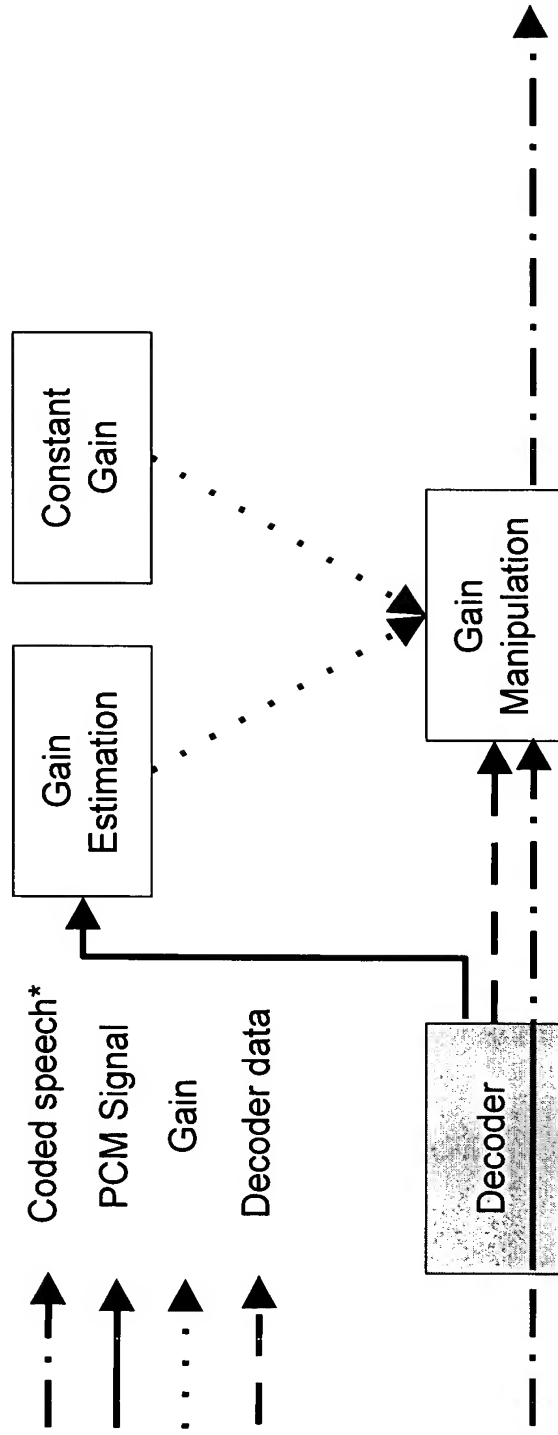 Coded speech*
PCM Signal
Gain
Decoder data
Gain
Estimation
Constant
Gain
Decoder
Gain
Manipulation